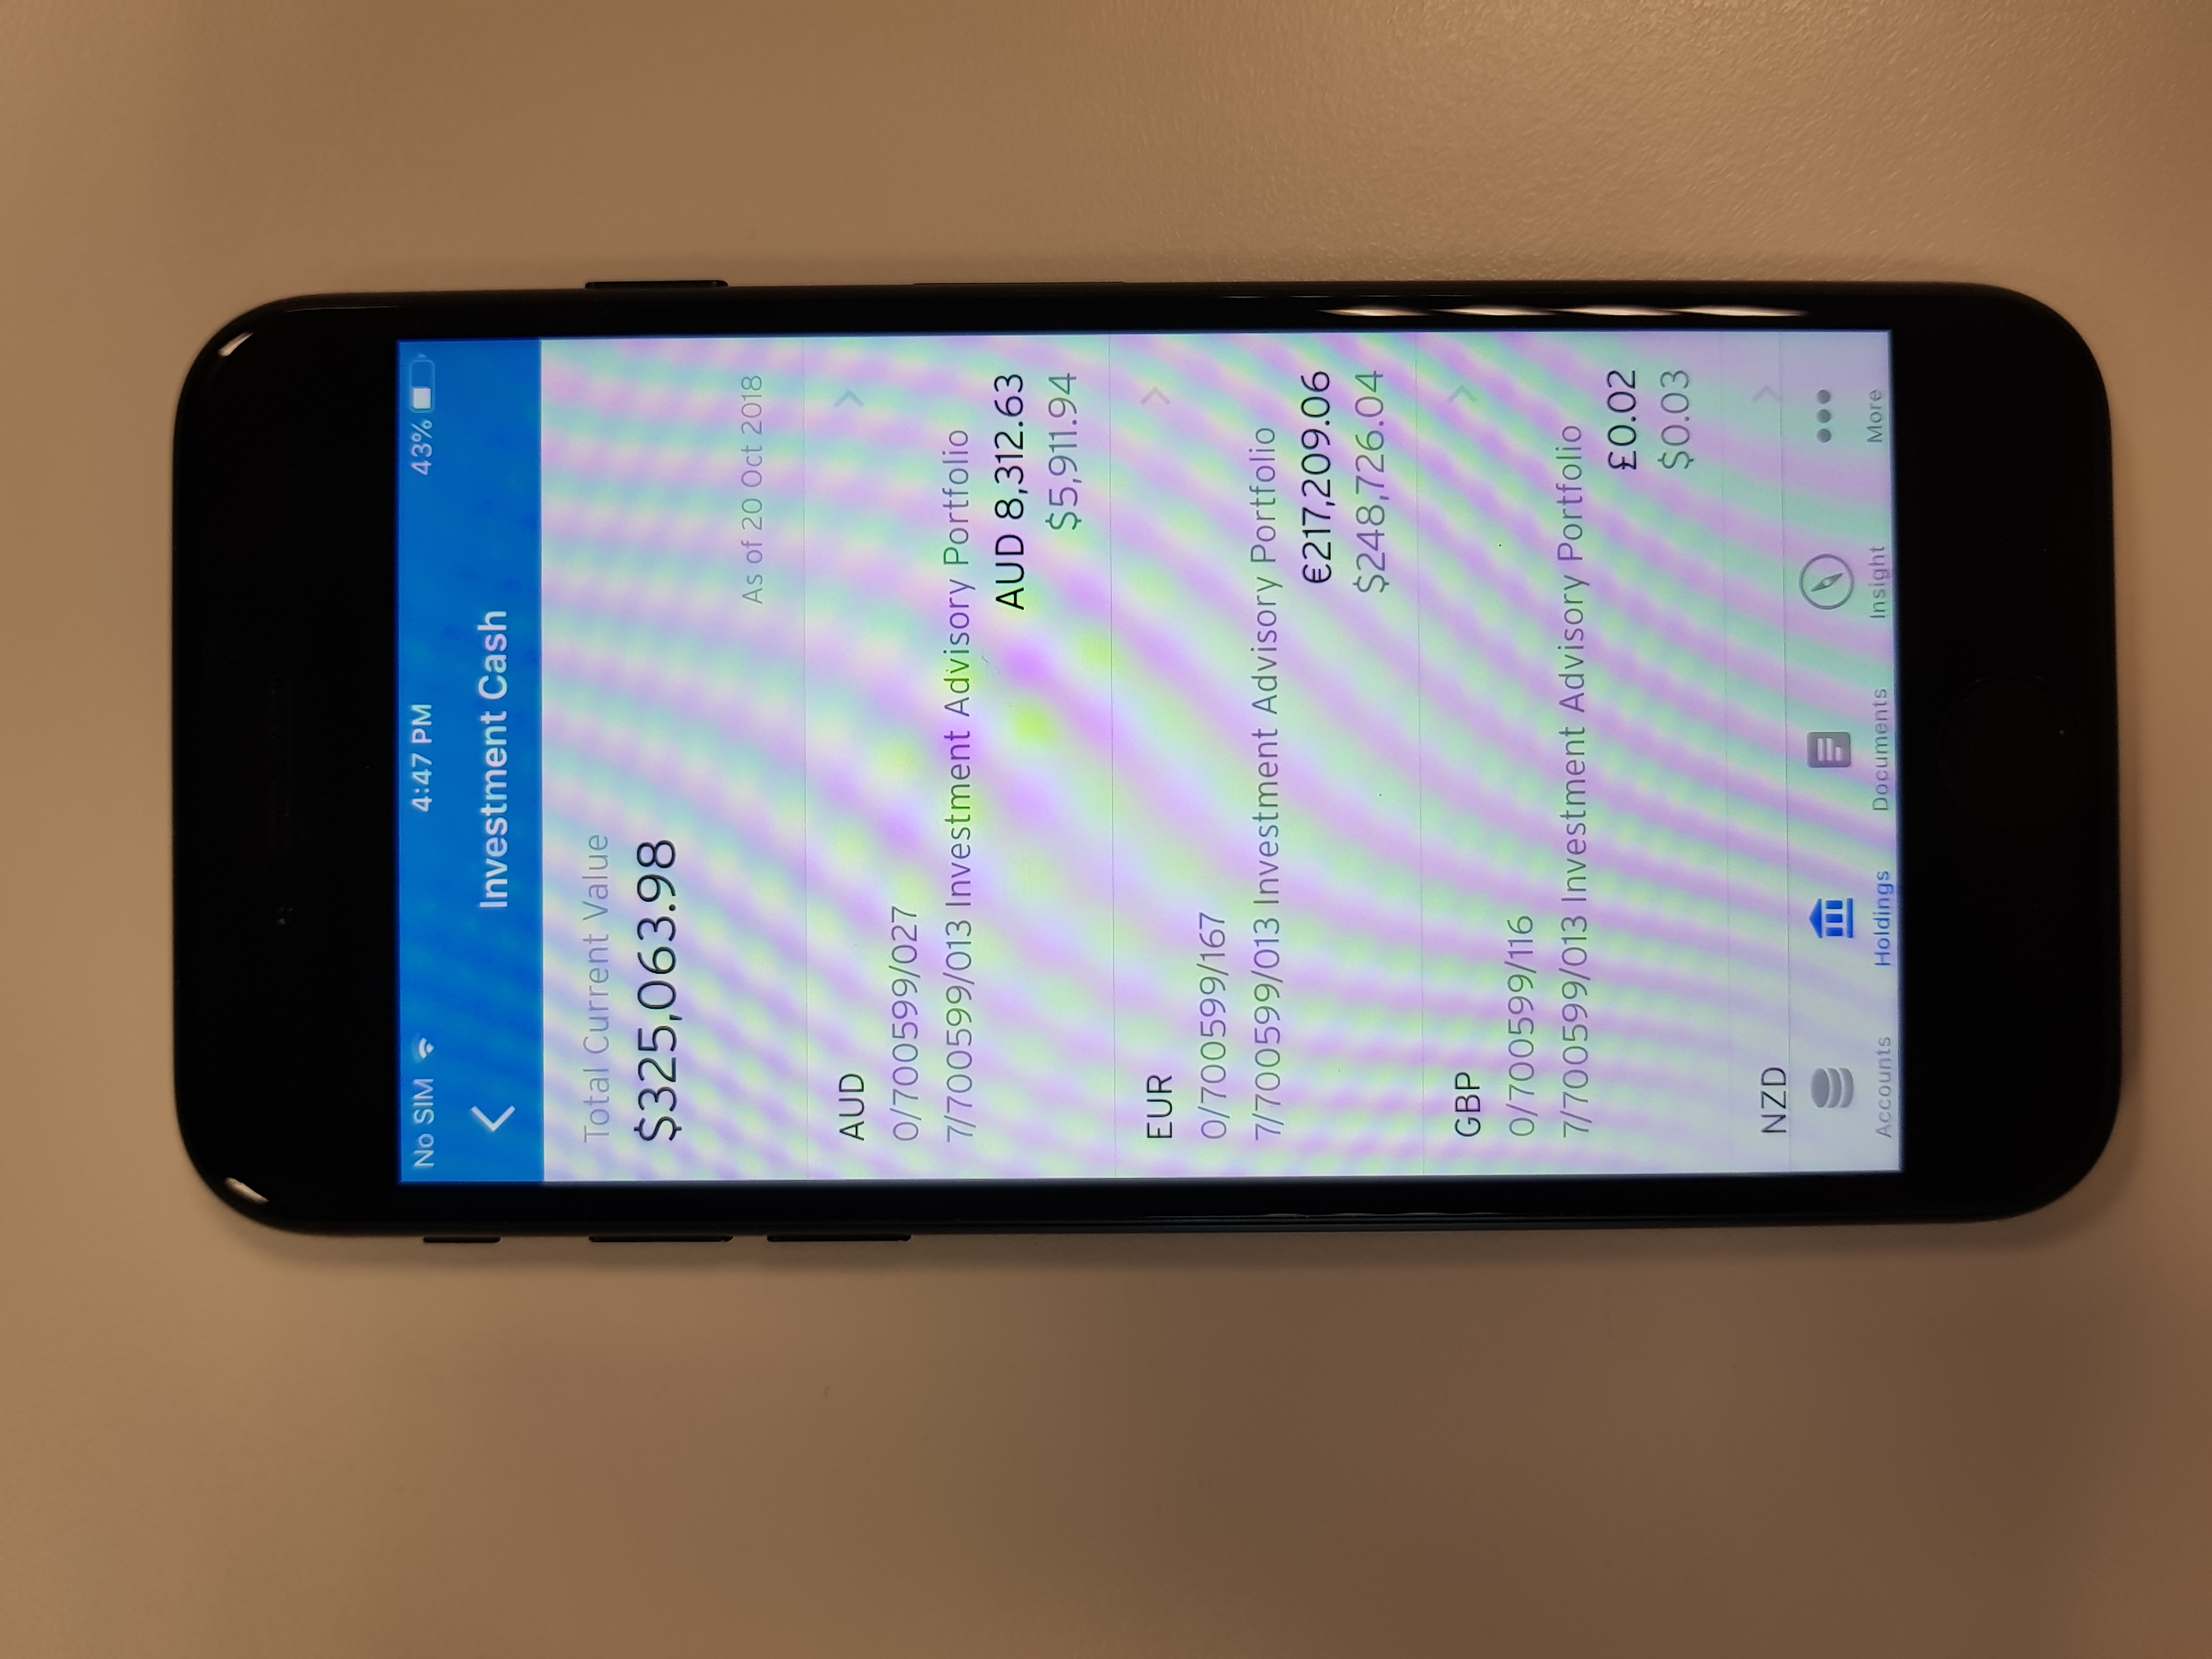 No SIM 4:47 PM 43%
Investment Cash
Total Current Value
$325,063.98
As of 20 Oct 2018
AUD
0/700599/027
7/700599/013 Investment Advisory Portfolio
AUD 8,312.63
$5,911.94
EUR
0/700599/167
7/700599/013 Investment Advisory Portfolio
€217,209.06
$248,726.04
GBP
0/700599/116
7/700599/013 Investment Advisory Portfolio
£0.02
$0.03
NZD
Accounts Holdings Documents Insight More